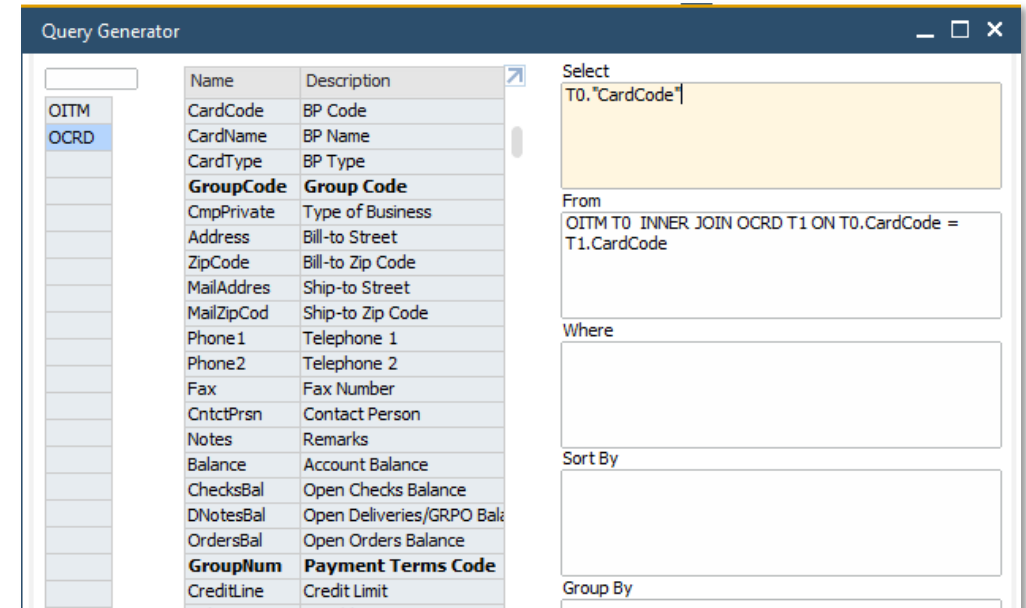 Query Generator
OITM
OCRD
Name Description
CardCode BP Code
CardName BP Name
CardType BP Type
GroupCode Group Code
CmpPrivate Type of Business
Address Bill-to Street
ZipCode Bill-to Zip Code
MailAddres Ship-to Street
MailZipCod Ship-to Zip Code
Phone1 Telephone 1
Phone2 Telephone 2
Fax Fax Number
CntctPrsn Contact Person
Notes Remarks
Balance Account Balance
ChecksBal Open Checks Balance
DNotesBal Open Deliveries/GRPO Bala
OrdersBal Open Orders Balance
GroupNum Payment Terms Code
CreditLine Credit Limit
Select
T0."CardCode"
From
OITM T0 INNER JOIN OCRD T1 ON T0.CardCode =
T1.CardCode
Where
Sort By
Group By